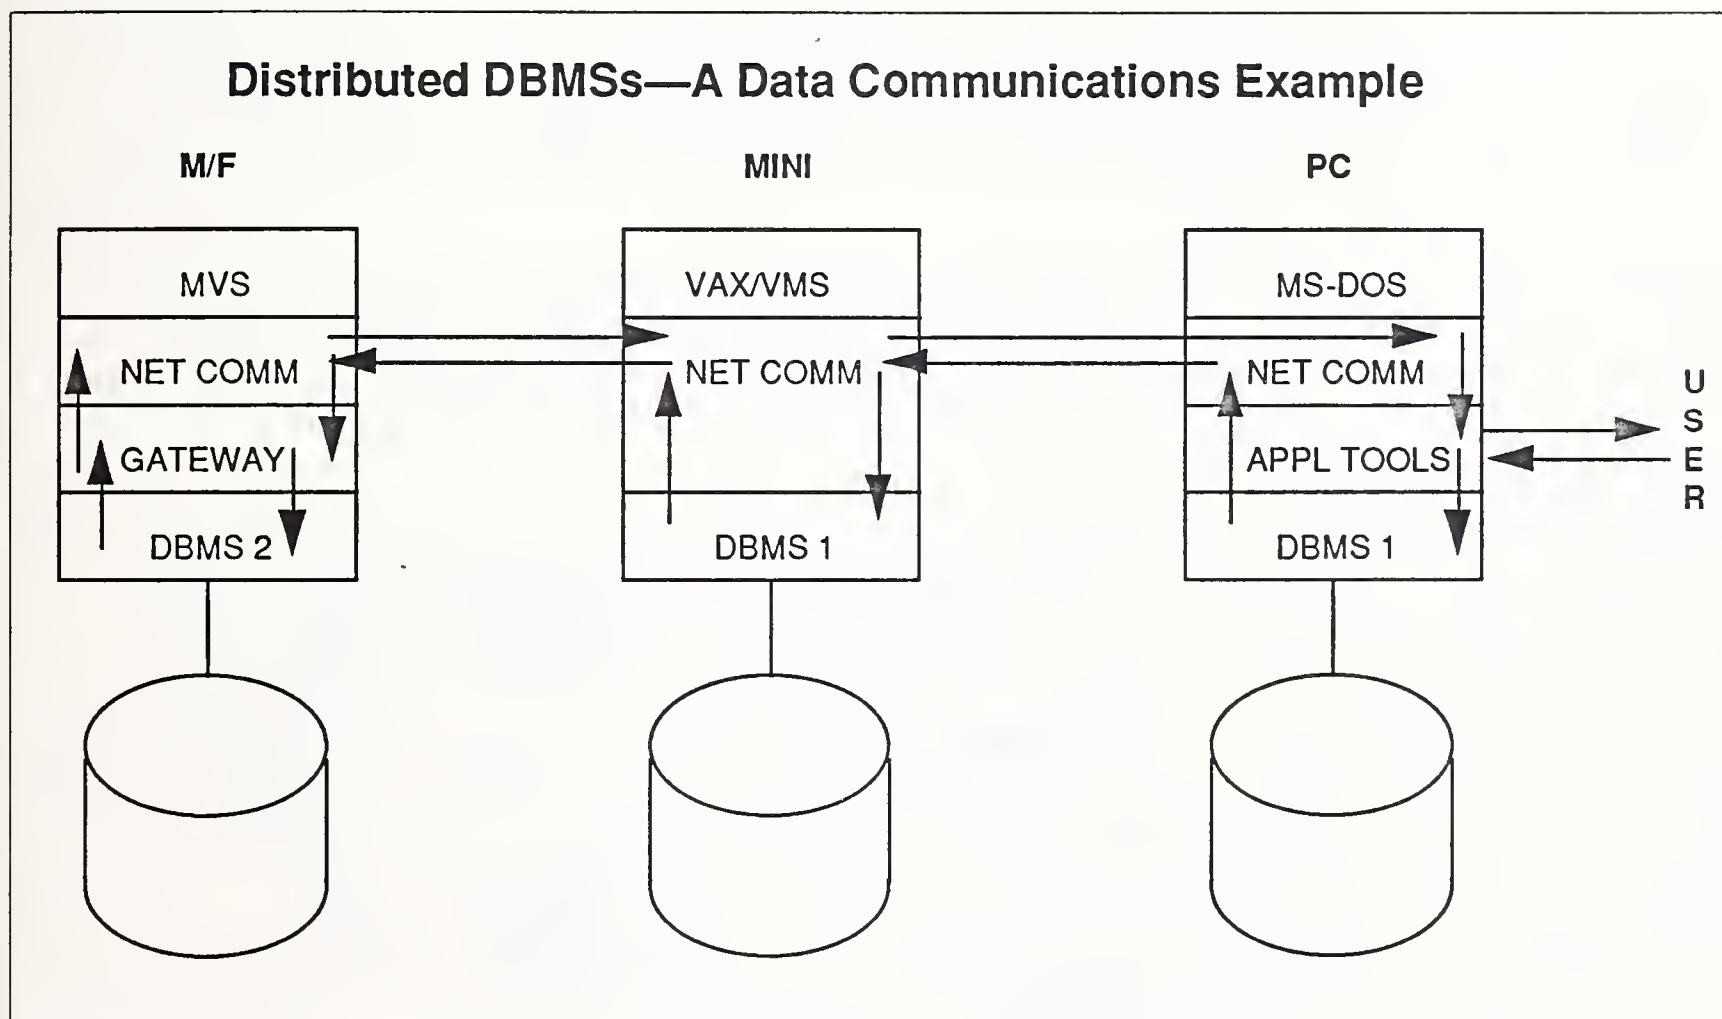 Distributed DBMSs—A Data Communications Example
M/F
MINI
PC
MVS
VAX/VMS
MS-DOS
NET COMM
NET COMM
NET COMM
GATEWAY
APPL TOOLS
DBMS 2
DBMS 1
DBMS 1
USER